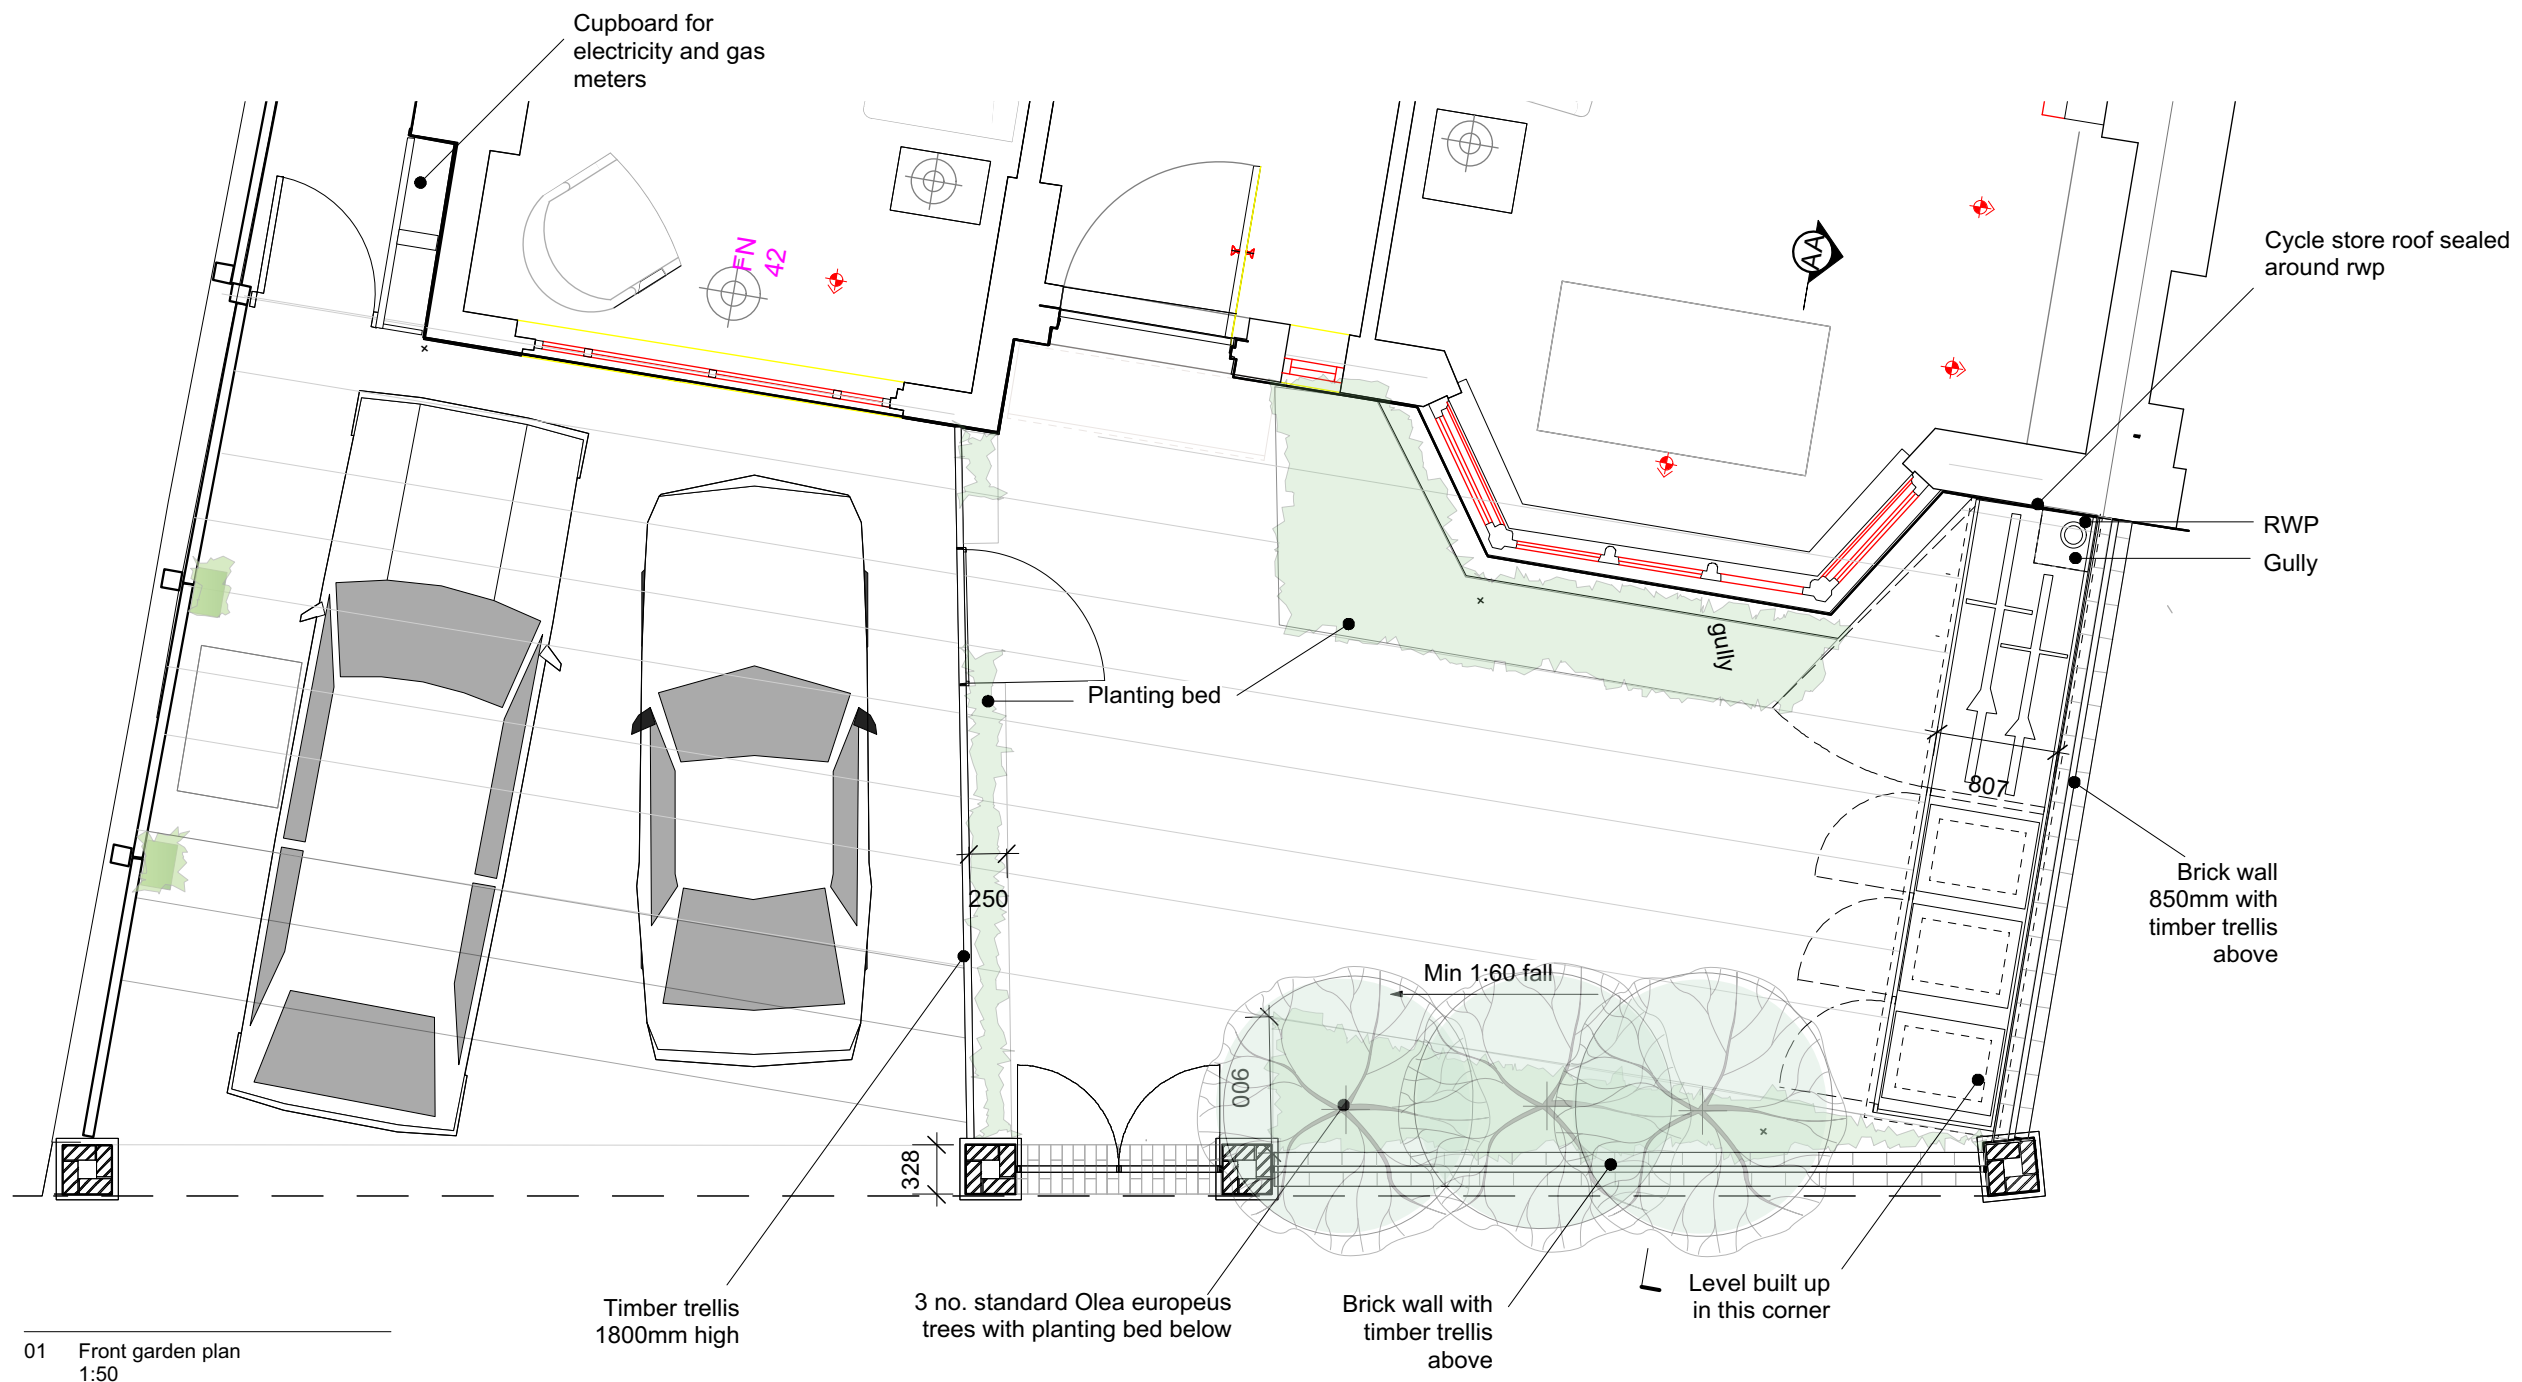 Cupboard for
electricity and gas
meters
FN
42
AA
Cycle store roof sealed
around rwp
RWP
Gully
gully
Planting bed
807
Brick wall
850mm with
timber trellis
above
250
Min 1:60 fall
900
328
Timber trellis
1800mm high
3 no. standard Olea europeus
trees with planting bed below
Brick wall with
timber trellis
above
Level built up
in this corner
01 Front garden plan
1:50